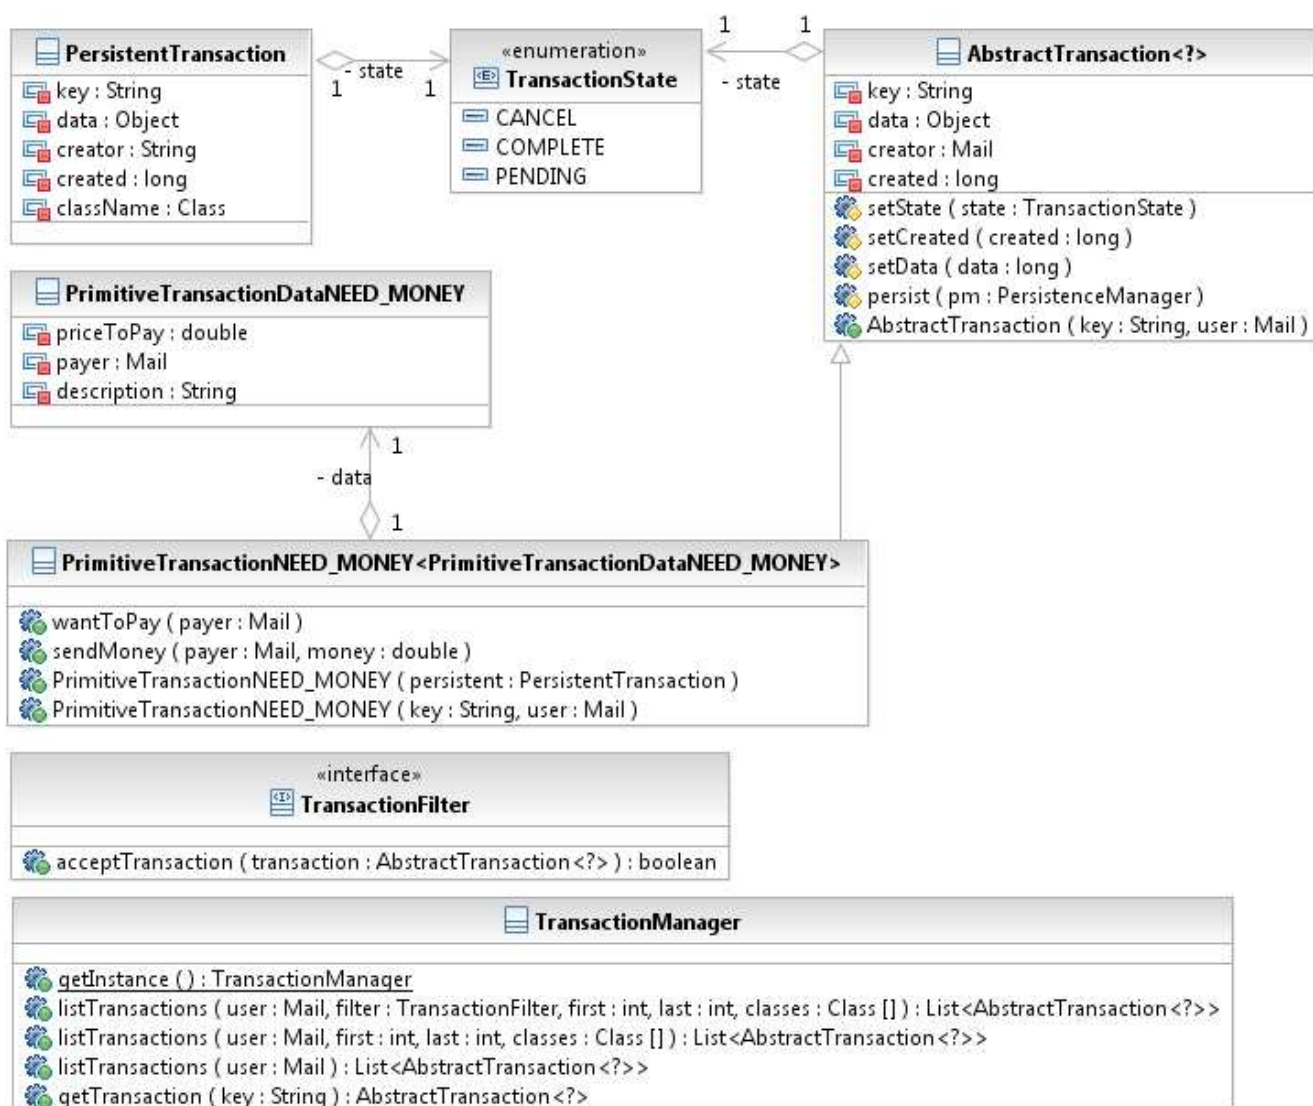 PersistentTransaction
key : String
data : Object
creator : String
created : long
className : Class
- state
1
1
«enumeration»
TransactionState
CANCEL
COMPLETE
PENDING
1
1
- state
AbstractTransaction<?>
key : String
data : Object
creator : Mail
created : long
setState ( state : TransactionState )
setCreated ( created : long )
setData ( data : long )
persist ( pm : PersistenceManager )
AbstractTransaction ( key : String, user : Mail )
PrimitiveTransactionDataNEED_MONEY
priceToPay : double
payer : Mail
description : String
1
- data
1
PrimitiveTransactionNEED_MONEY<PrimitiveTransactionDataNEED_MONEY>
wantToPay ( payer : Mail )
sendMoney ( payer : Mail, money : double )
PrimitiveTransactionNEED_MONEY ( persistent : PersistentTransaction )
PrimitiveTransactionNEED_MONEY ( key : String, user : Mail )
«interface»
TransactionFilter
acceptTransaction ( transaction : AbstractTransaction<?> ) : boolean
TransactionManager
getInstance ( ) : TransactionManager
listTransactions ( user : Mail, filter : TransactionFilter, first : int, last : int, classes : Class [] ) : List<AbstractTransaction<?>>
listTransactions ( user : Mail, first : int, last : int, classes : Class [] ) : List<AbstractTransaction<?>>
listTransactions ( user : Mail ) : List<AbstractTransaction<?>>
getTransaction ( key : String ) : AbstractTransaction<?>